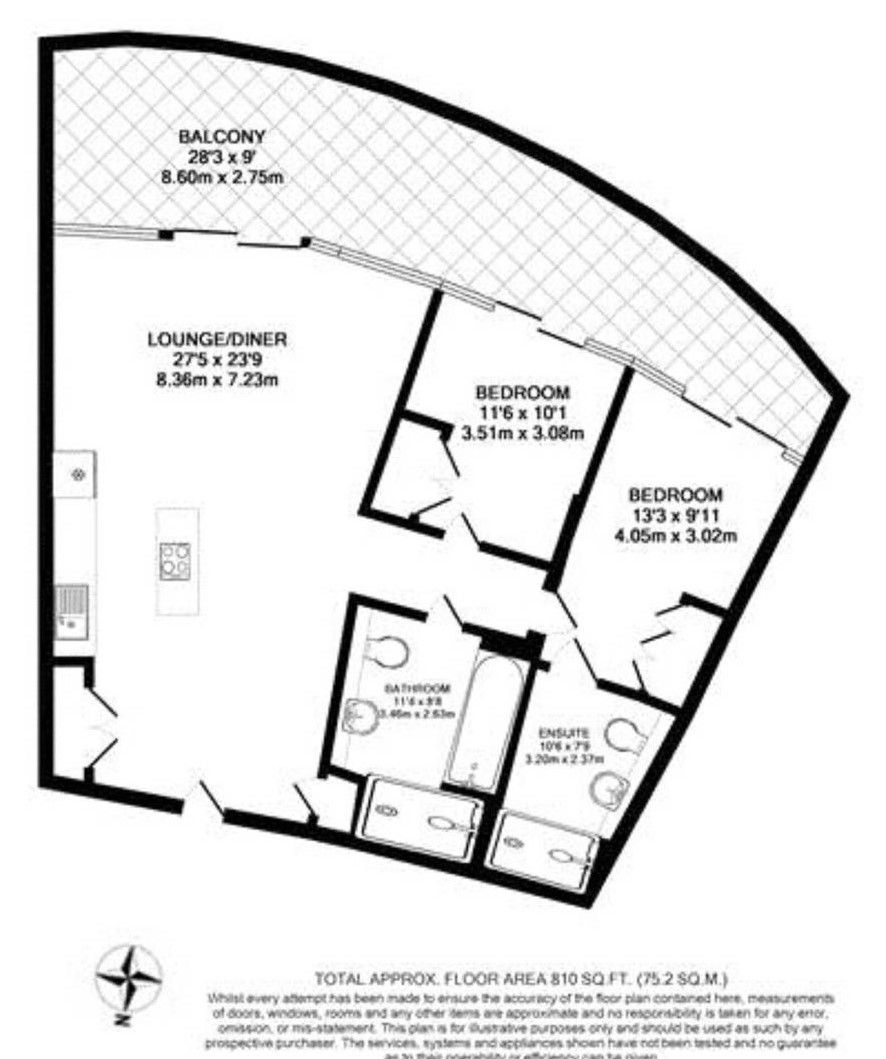 BALCONY
28'3 x 9'
8.60m x 2.75m
LOUNGE/DINER
27'5 x 23'9
8.36m x 7.23m
BEDROOM
11'6 x 10'1
3.51m x 3.08m
BEDROOM
13'3 x 9'11
4.05m x 3.02m
BATHROOM
11'4 x 8'8
3.46m x 2.63m
ENSUITE
10'6 x 7'9
3.20m x 2.37m
N
TOTAL APPROX. FLOOR AREA 810 SQ.FT. (75.2 SQ.M.)
Whilst every attempt has been made to ensure the accuracy of the floor plan contained here, measurements
of doors, windows, rooms and any other items are approximate and no responsibility is taken for any error,
omission, or mis-statement. This plan is for illustrative purposes only and should be used as such by any
prospective purchaser. The services, systems and appliances shown have not been tested and no guarantee
as to their operability or efficiency can be given